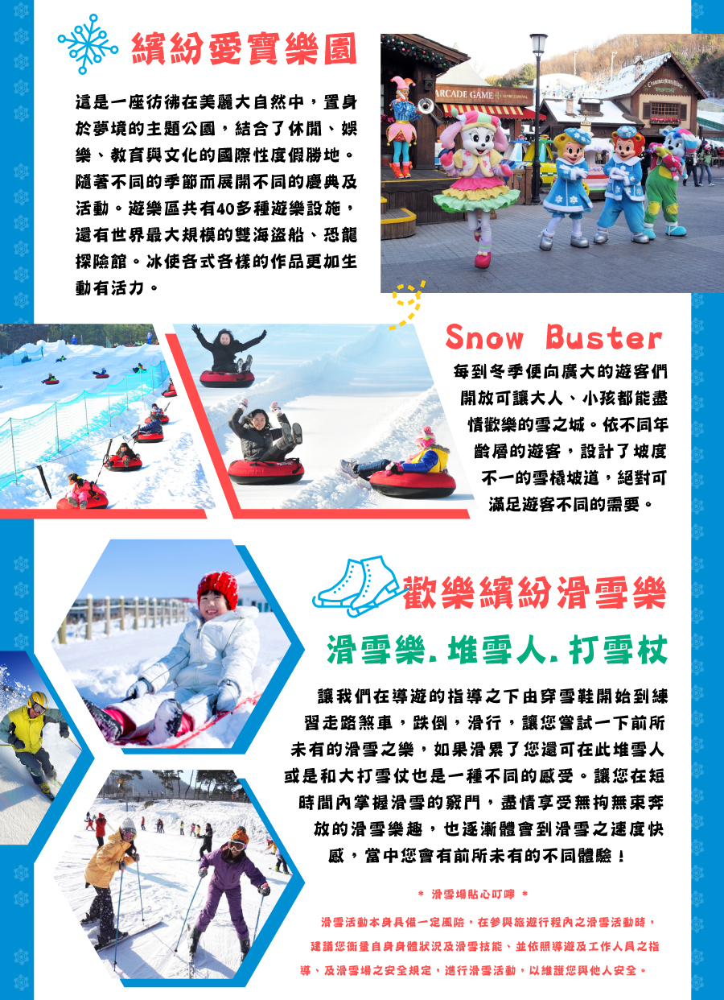 繽紛愛寶樂園
這是一座彷彿在美麗大自然中，置身
於夢境的主題公園，結合了休閒、娛
樂、教育與文化的國際性度假勝地。
隨著不同的季節而展開不同的慶典及
活動。遊樂區共有40多種遊樂設施，
還有世界最大規模的雙海盜船、恐龍
探險館。冰使各式各樣的作品更加生
動有活力。
ARCADE GAME
Snow Buster
每到冬季便向廣大的遊客們
開放可讓大人、小孩都能盡
情歡樂的雪之城。依不同年
齡層的遊客，設計了坡度
不一的雪橇坡道，絕對可
滿足遊客不同的需要。
歡樂繽紛滑雪樂
滑雪樂.堆雪人.打雪杖
讓我們在導遊的指導之下由穿雪鞋開始到練
習走路煞車，跌倒，滑行，讓您嘗試一下前所
未有的滑雪之樂，如果滑累了您還可在此堆雪人
或是和大打雪仗也是一種不同的感受。讓您在短
時間內掌握滑雪的竅門，盡情享受無拘無束奔
放的滑雪樂趣，也逐漸體會到滑雪之速度快
感，當中您會有前所未有的不同體驗！
* 滑雪場貼心叮嚀 *
滑雪活動本身具備一定風險，在參與旅遊行程內之滑雪活動時，
建議您衡量自身身體狀況及滑雪技能、並依照導遊及工作人員之指
導、及滑雪場之安全規定，進行滑雪活動，以維護您與他人安全。